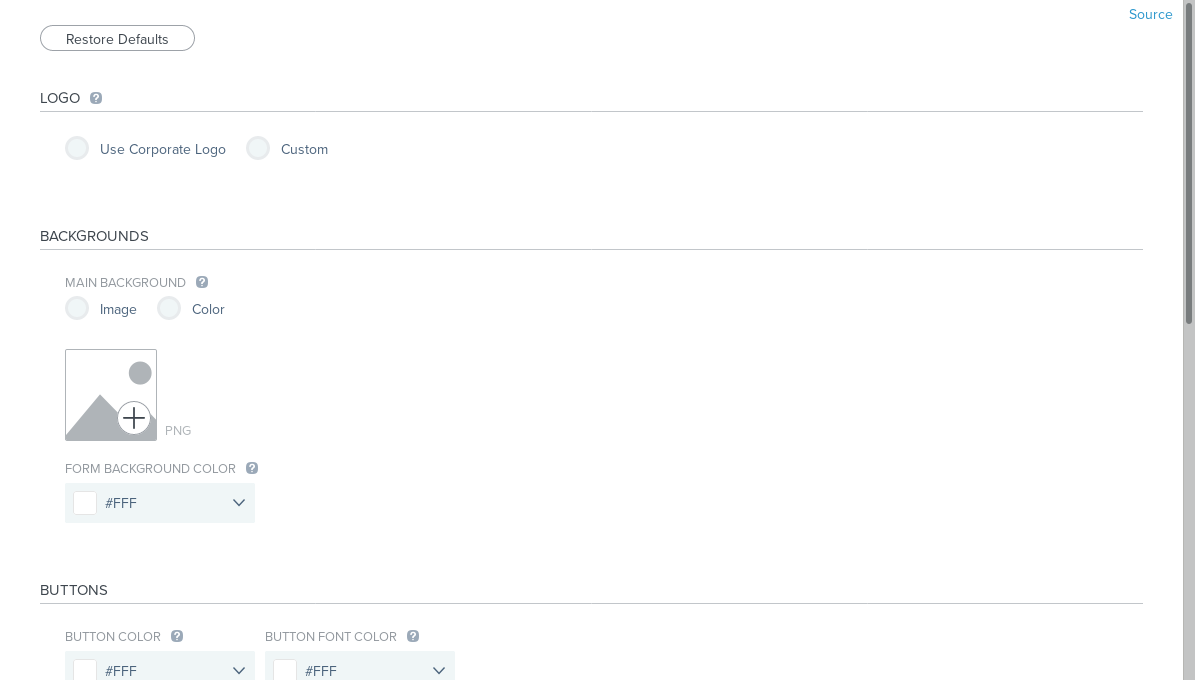 Source
Restore Defaults
LOGO ?
Use Corporate Logo Custom
BACKGROUNDS
MAIN BACKGROUND ?
Image Color
PNG
FORM BACKGROUND COLOR ?
#FFF
BUTTONS
BUTTON COLOR ? BUTTON FONT COLOR ?
#FFF #FFF